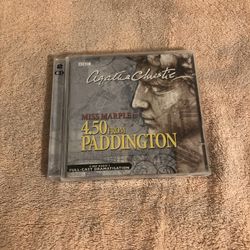 BBC
Agatha Christie
MISS MARPLE in
4.50 FROM
PADDINGTON
FULL-CAST DRAMATISATION